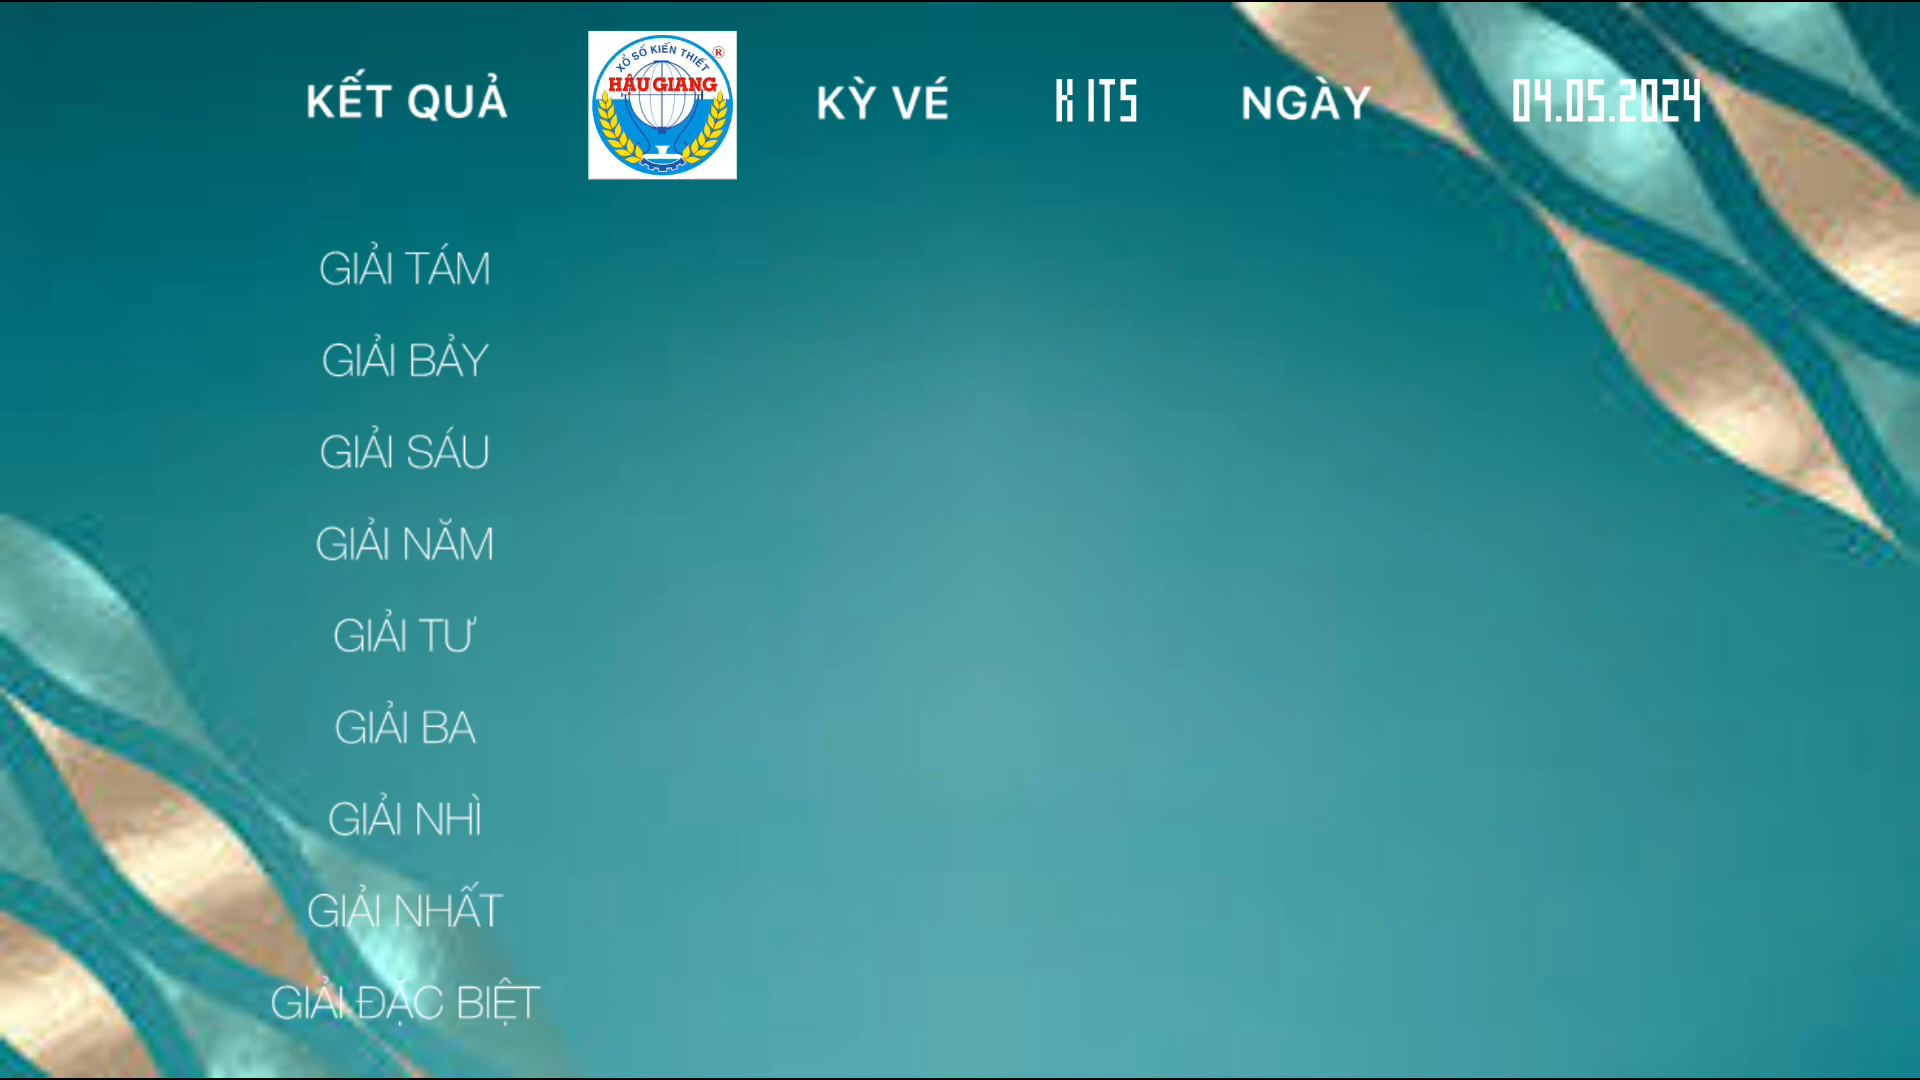 KẾT QUẢ
XỔ SỐ KIẾN THIẾT ®
HẬU GIANG
KỲ VÉ K1T5 NGÀY 04.05.2024
GIẢI TÁM
GIẢI BẢY
GIẢI SÁU
GIẢI NĂM
GIẢI TƯ
GIẢI BA
GIẢI NHÌ
GIẢI NHẤT
GIẢI ĐẶC BIỆT